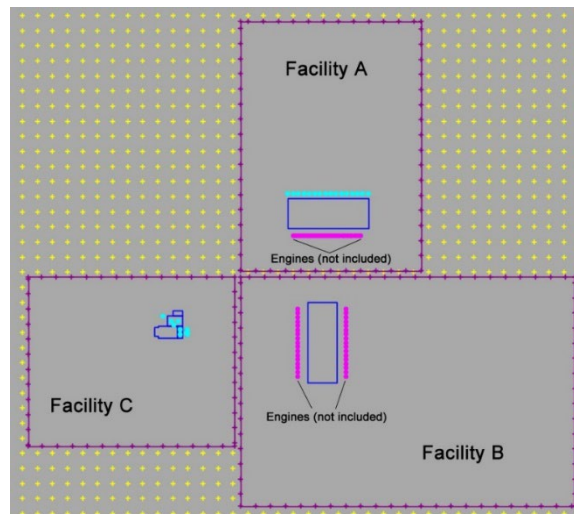 Facility A
Engines (not included)
Facility C
Engines (not included)
Facility B